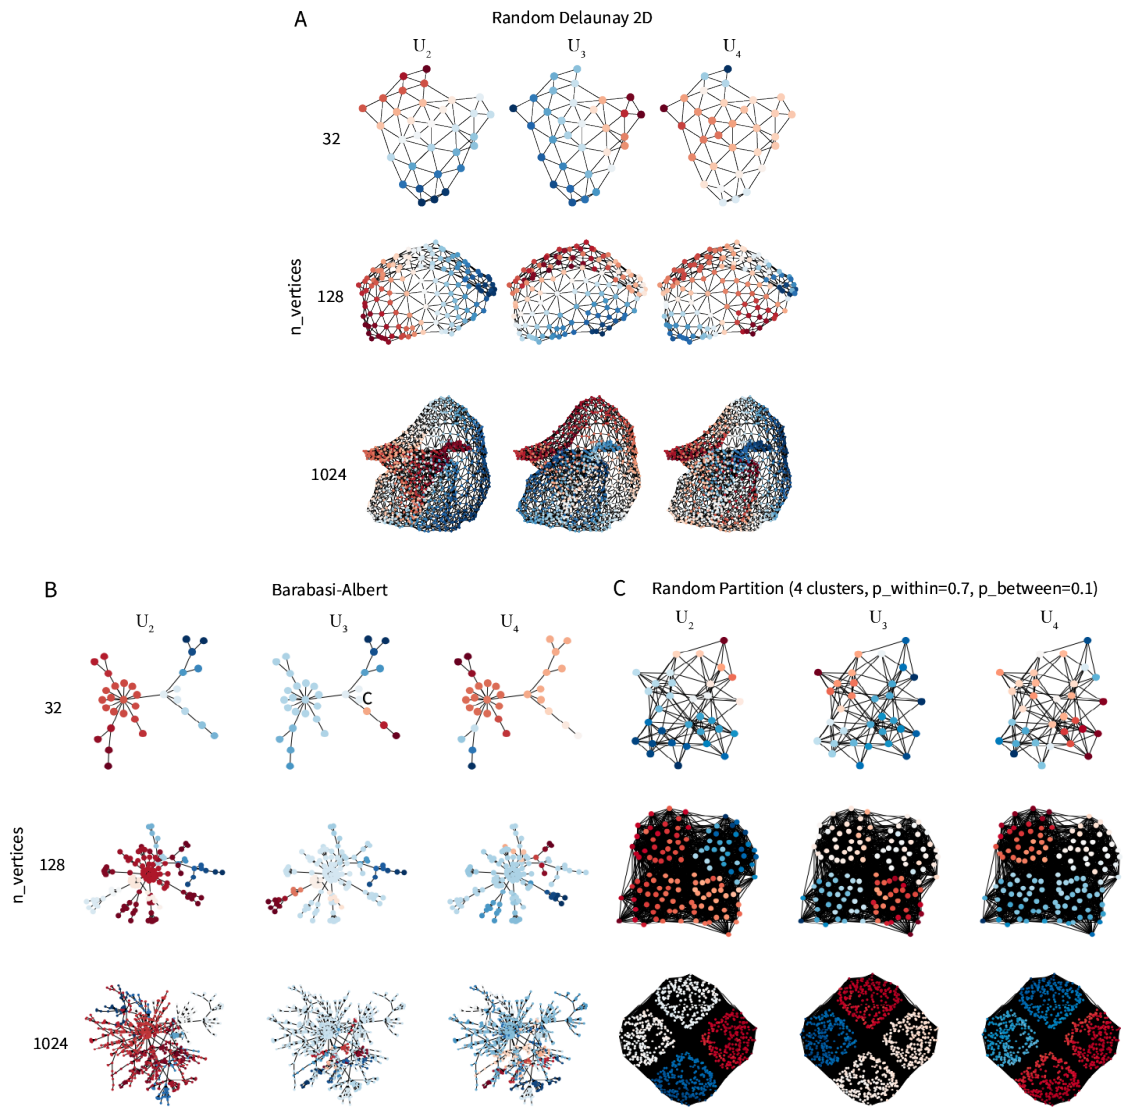 A
Random Delaunay 2D
U2
U3
U4
32
128
1024
n_vertices
B
Barabasi-Albert
U2
U3
U4
32
C
128
1024
n_vertices
C
Random Partition (4 clusters, p_within=0.7, p_between=0.1)
U2
U3
U4